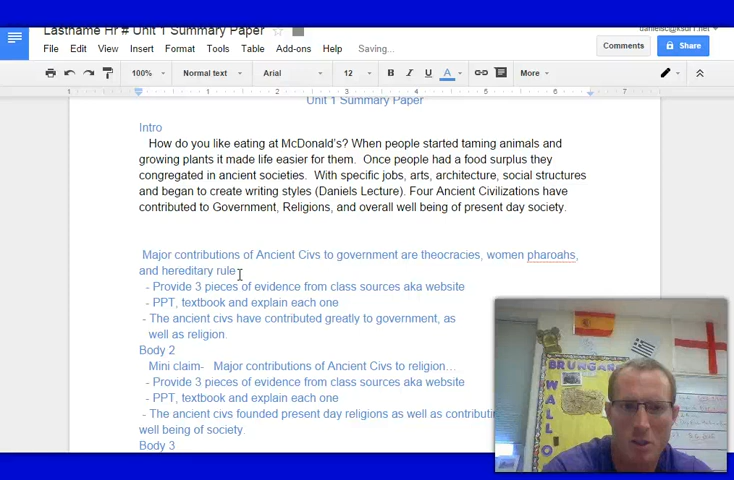 Lastname Hr # Unit 1 Summary Paper
File Edit View Insert Format Tools Table Add-ons Help Saving...
Comments Share
100% Normal text Arial 12 B I U A More
1 1 2 3 4 5 6 7
Unit 1 Summary Paper
Intro
How do you like eating at McDonald's? When people started taming animals and
growing plants it made life easier for them. Once people had a food surplus they
congregated in ancient societies. With specific jobs, arts, architecture, social structures
and began to create writing styles (Daniels Lecture). Four Ancient Civilizations have
contributed to Government, Religions, and overall well being of present day society.
Major contributions of Ancient Civs to government are theocracies, women pharoahs,
and hereditary rule
- Provide 3 pieces of evidence from class sources aka website
- PPT, textbook and explain each one
- The ancient civs have contributed greatly to government, as
well as religion.
Body 2
Mini claim- Major contributions of Ancient Civs to religion…
- Provide 3 pieces of evidence from class sources aka website
- PPT, textbook and explain each one
- The ancient civs founded present day religions as well as
well being of society.
Body 3